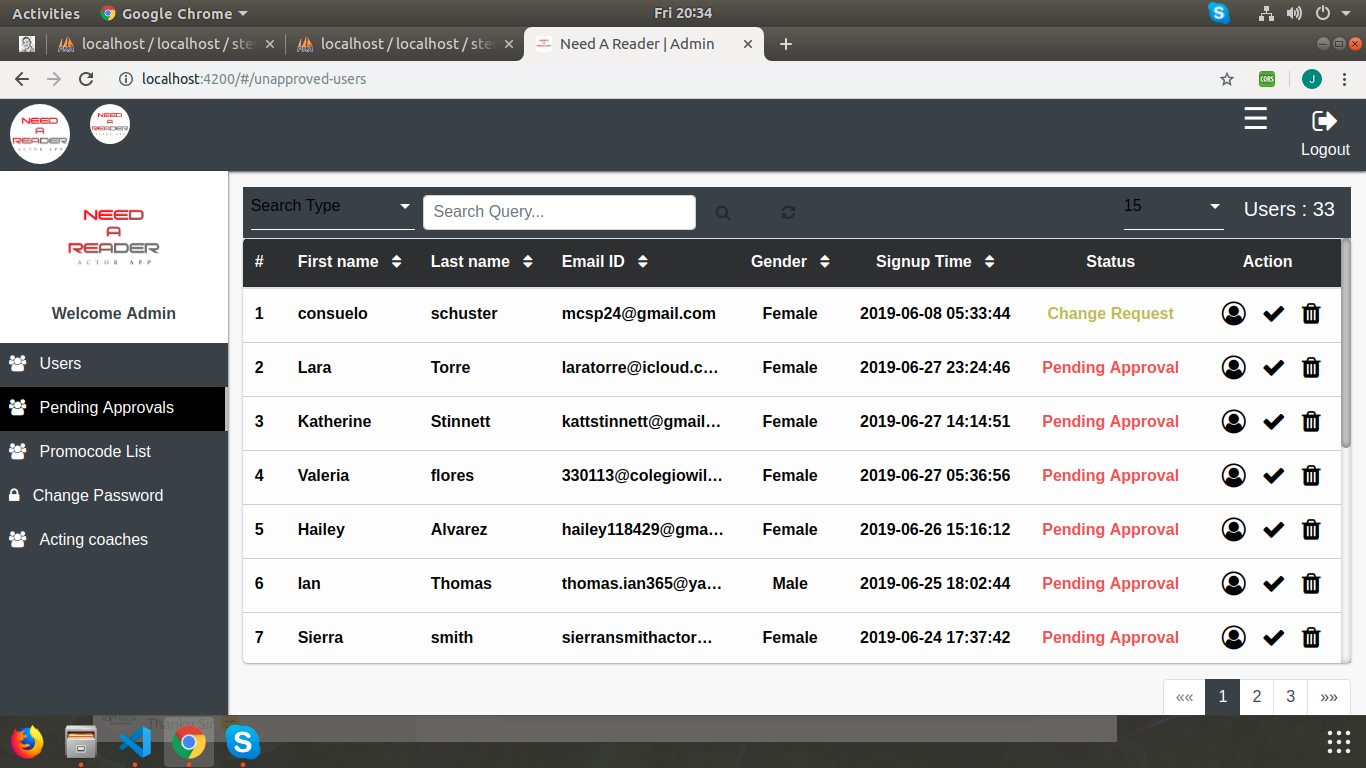 Activities Google Chrome Fri 20:34
localhost / localhost / stev localhost / localhost / stev Need A Reader | Admin
localhost:4200/#/unapproved-users CORS J
NEED A READER ACTOR APP
NEED A READER
Logout
NEED
A
READER
ACTOR APP
Welcome Admin
Users
Pending Approvals
Promocode List
Change Password
Acting coaches
Search Type Search Query... 15 Users : 33
# First name Last name Email ID Gender Signup Time Status Action
1 consuelo schuster mcsp24@gmail.com Female 2019-06-08 05:33:44 Change Request
2 Lara Torre laratorre@icloud.c... Female 2019-06-27 23:24:46 Pending Approval
3 Katherine Stinnett kattstinnett@gmail... Female 2019-06-27 14:14:51 Pending Approval
4 Valeria flores 330113@colegiowil... Female 2019-06-27 05:36:56 Pending Approval
5 Hailey Alvarez hailey118429@gma... Female 2019-06-26 15:16:12 Pending Approval
6 Ian Thomas thomas.ian365@ya... Male 2019-06-25 18:02:44 Pending Approval
7 Sierra smith sierransmithactor... Female 2019-06-24 17:37:42 Pending Approval
«« 1 2 3 »»